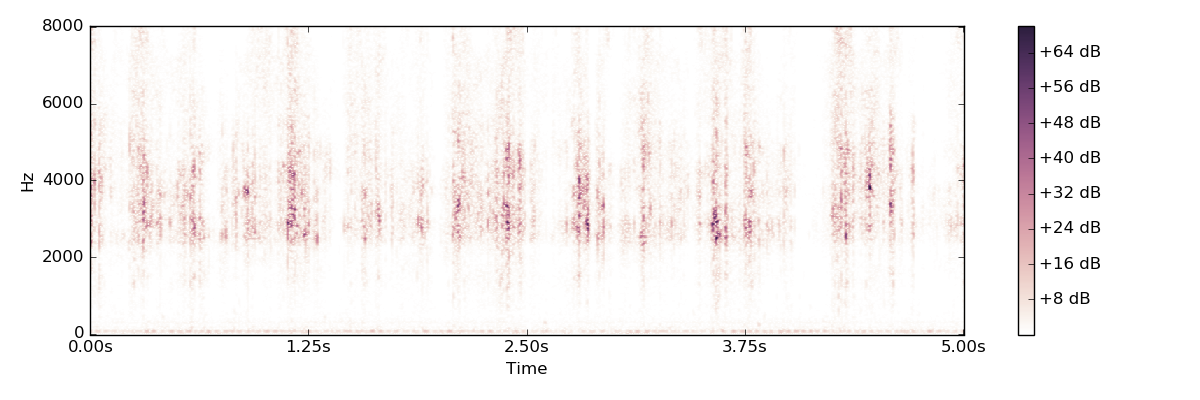 8000
6000
4000
2000
0
Hz
0.00s 1.25s 2.50s 3.75s 5.00s
Time
+64 dB
+56 dB
+48 dB
+40 dB
+32 dB
+24 dB
+16 dB
+8 dB